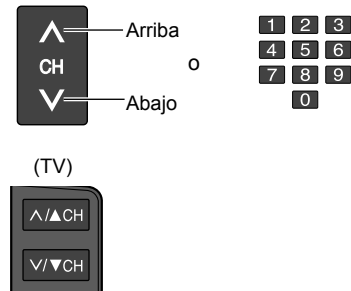 Arriba
CH
o
Abajo
1 2 3
4 5 6
7 8 9
0
(TV)
∧/▲CH
∨/▼CH